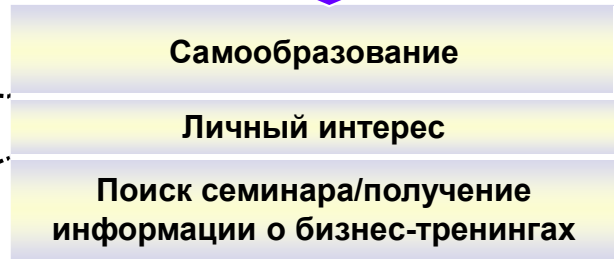 Самообразование
Личный интерес
Поиск семинара/получение
информации о бизнес-тренингах